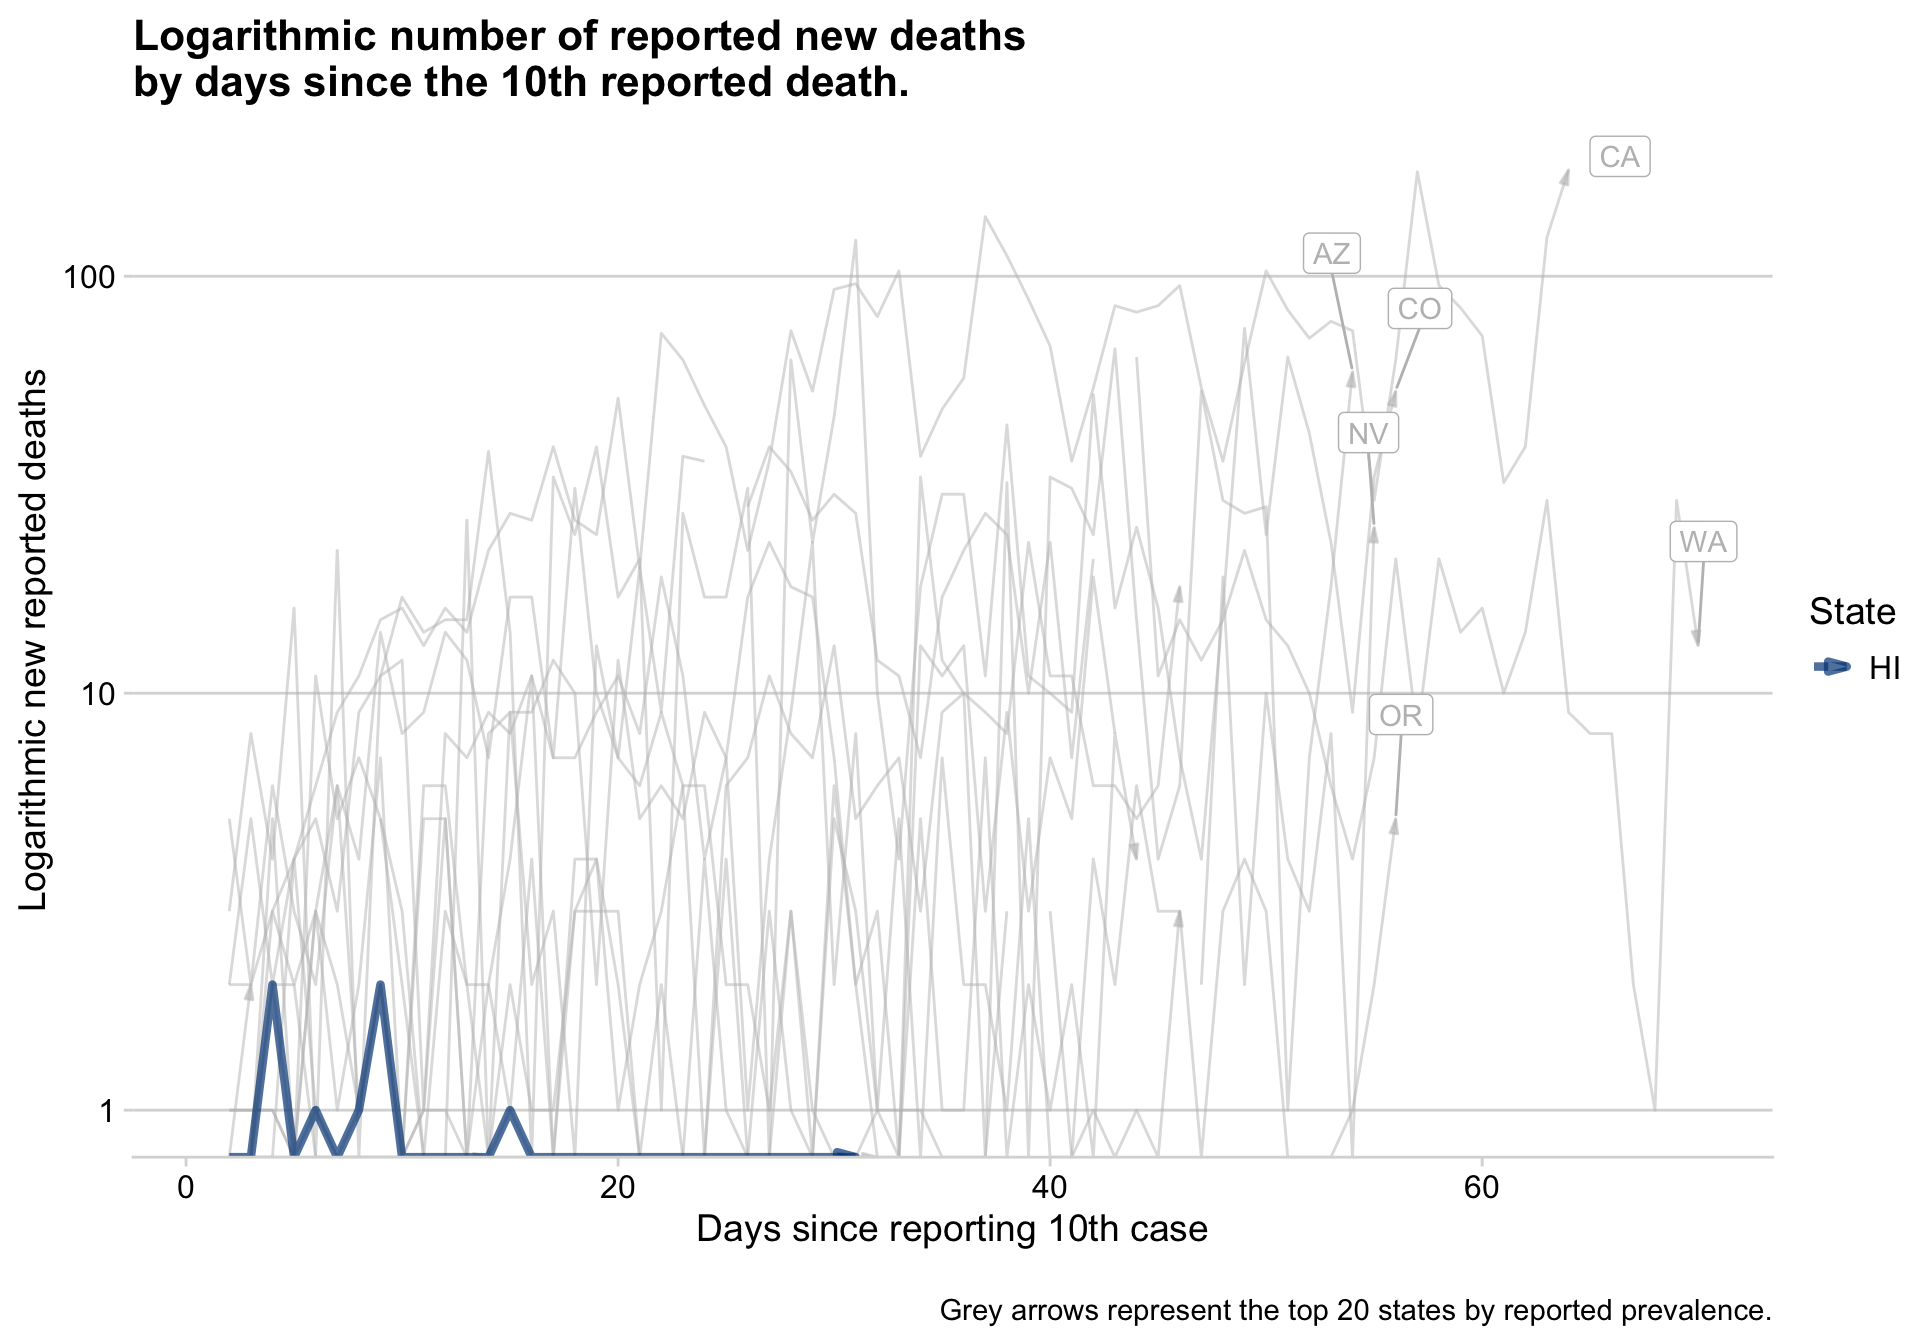 Logarithmic number of reported new deaths
by days since the 10th reported death.
CA
AZ
100
CO
NV
WA
State
HI
10
OR
1
Logarithmic new reported deaths
0 20 40 60
Days since reporting 10th case
Grey arrows represent the top 20 states by reported prevalence.